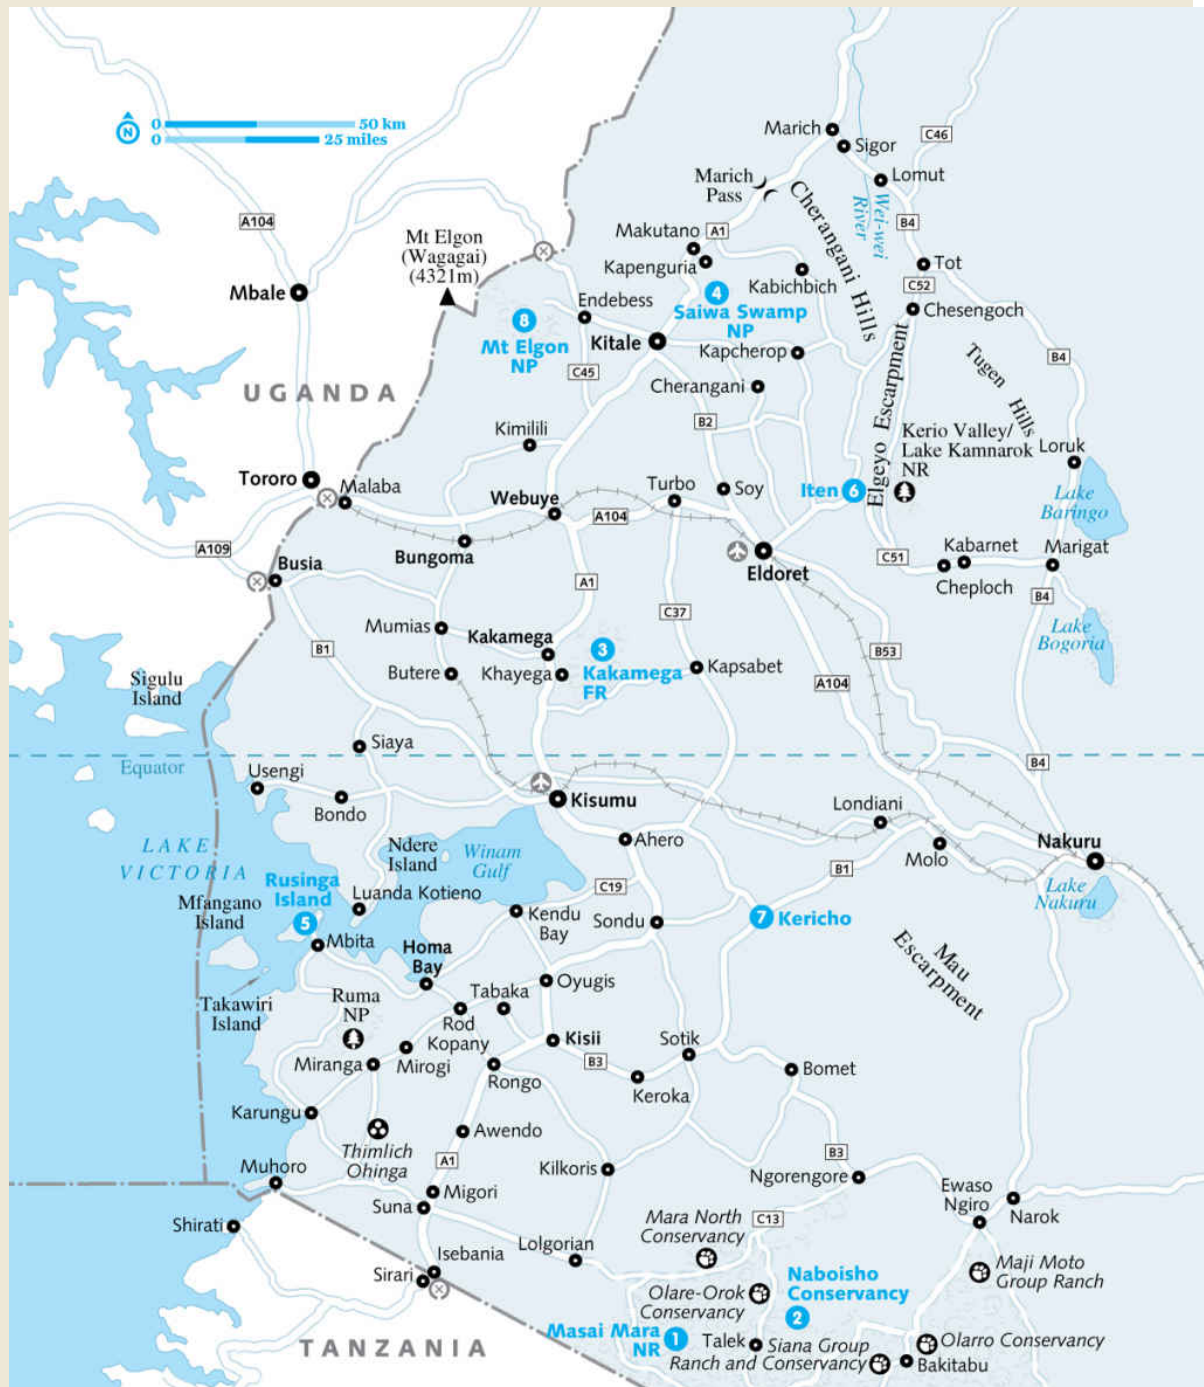 0
50 km
0
25 miles
N
Marich
Sigor
C46
Marich
Pass
Lomut
Cherangani Hills
Wei-wei
River
A104
B4
Mt Elgon
(Wagagai)
(4321m)
Makutano
A1
Kapenguria
Kabichbich
Tot
C52
Mbale
Endebess
4
Saiwa Swamp
NP
Chesengoch
8
Mt Elgon
NP
Kitale
Kapcherop
B4
Tugen Hills
C45
Cherangani
UGANDA
Elgeyo Escarpment
B2
Kimilili
Kerio Valley/
Lake Kamnarok
NR
Loruk
Tororo
Malaba
Webuye
Turbo
Soy
Iten 6
Lake
Baringo
A104
A109
Bungoma
Eldoret
C51
Kabarnet
Marigat
Busia
Cheploch
A1
B4
C37
Mumias
Kakamega
Lake
Bogoria
B1
3
Kakamega
FR
B53
Butere
Khayega
Kapsabet
A104
Sigulu
Island
Siaya
Equator
Usengi
B4
Bondo
Kisumu
Londiani
LAKE
VICTORIA
Ndere
Island
Winam
Gulf
Ahero
Molo
Nakuru
B1
Rusinga
Island
5
Luanda Kotieno
C19
Lake
Nakuru
Mfangano
Island
Kendu
Bay
Sondu
7 Kericho
Mbita
Homa
Bay
Mau
Escarpment
Takawiri
Island
Ruma
NP
Tabaka
Oyugis
Rod
Kopany
Kisii
Sotik
Miranga
Mirogi
Rongo
B3
Keroka
Bomet
Karungu
Thimlich
Ohinga
Awendo
A1
Kilkoris
B3
Muhoro
Migori
Ngorengore
Ewaso
Ngiro
Suna
Narok
Shirati
Mara North
Conservancy
C13
Lolgorian
Isebania
Sirari
Maji Moto
Group Ranch
Naboisho
Conservancy
2
Olare-Orok
Conservancy
TANZANIA
Masai Mara
NR
1
Talek
Siana Group
Ranch and Conservancy
Olarro Conservancy
Bakitabu